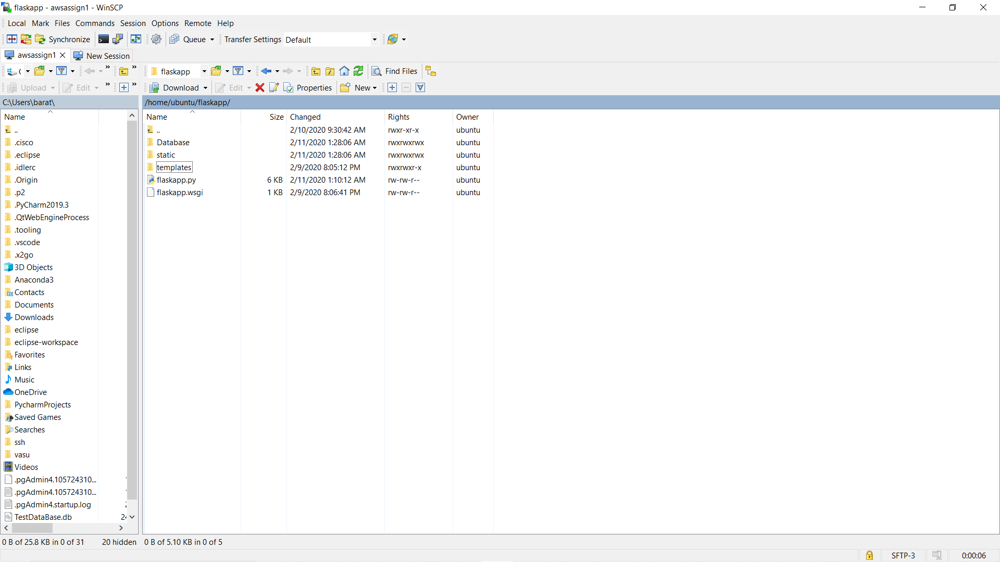 flaskapp - awsassign1 - WinSCP
Local Mark Files Commands Session Options Remote Help
Synchronize Queue Transfer Settings Default
awsassign1 New Session
flaskapp Find Files
Upload Edit Download Edit Properties New
C:\Users\barat\ /home/ubuntu/flaskapp/
Name
..
.cisco
.eclipse
.idlerc
.Origin
.p2
.PyCharm2019.3
.QtWebEngineProcess
.tooling
.vscode
.x2go
3D Objects
Anaconda3
Contacts
Documents
Downloads
eclipse
eclipse-workspace
Favorites
Links
Music
OneDrive
PycharmProjects
Saved Games
Searches
ssh
vasu
Videos
.pgAdmin4.105724310...
.pgAdmin4.105724310...
.pgAdmin4.startup.log
TestDataBase.db
Name Size Changed Rights Owner
.. 2/10/2020 9:30:42 AM rwxr-xr-x ubuntu
Database 2/11/2020 1:28:06 AM rwxrwxrwx ubuntu
static 2/11/2020 1:28:06 AM rwxrwxrwx ubuntu
templates 2/9/2020 8:05:12 PM rwxrwxr-x ubuntu
flaskapp.py 6 KB 2/11/2020 1:10:12 AM rw-rw-r-- ubuntu
flaskapp.wsgi 1 KB 2/9/2020 8:06:41 PM rw-rw-r-- ubuntu
0 B of 25.8 KB in 0 of 31 20 hidden 0 B of 5.10 KB in 0 of 5
SFTP-3 0:00:06